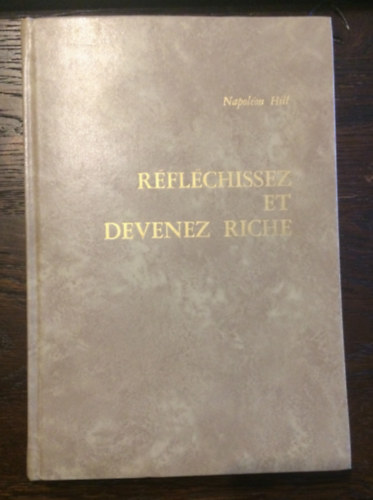 Napoleon Hill
RÉFLÉCHISSEZ
ET
DEVENEZ RICHE